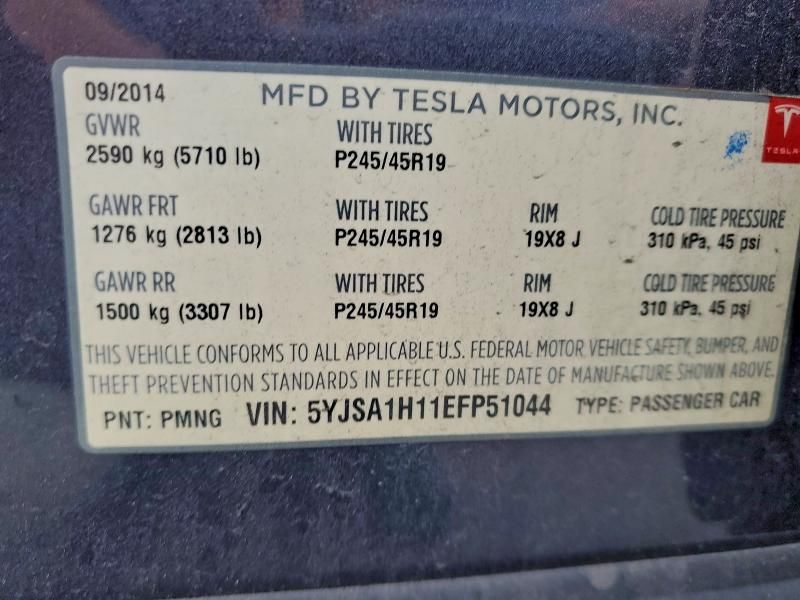 09/2014 MFD BY TESLA MOTORS, INC.
GVWR WITH TIRES
2590 kg (5710 lb) P245/45R19
TESLA
GAWR FRT WITH TIRES RIM COLD TIRE PRESSURE
1276 kg (2813 lb) P245/45R19 19X8 J 310 kPa, 45 psi
GAWR RR WITH TIRES RIM COLD TIRE PRESSURE
1500 kg (3307 lb) P245/45R19 19X8 J 310 kPa, 45 psi
THIS VEHICLE CONFORMS TO ALL APPLICABLE U.S. FEDERAL MOTOR VEHICLE SAFETY, BUMPER, AND
THEFT PREVENTION STANDARDS IN EFFECT ON THE DATE OF MANUFACTURE SHOWN ABOVE.
PNT: PMNG VIN: 5YJSA1H11EFP51044 TYPE: PASSENGER CAR